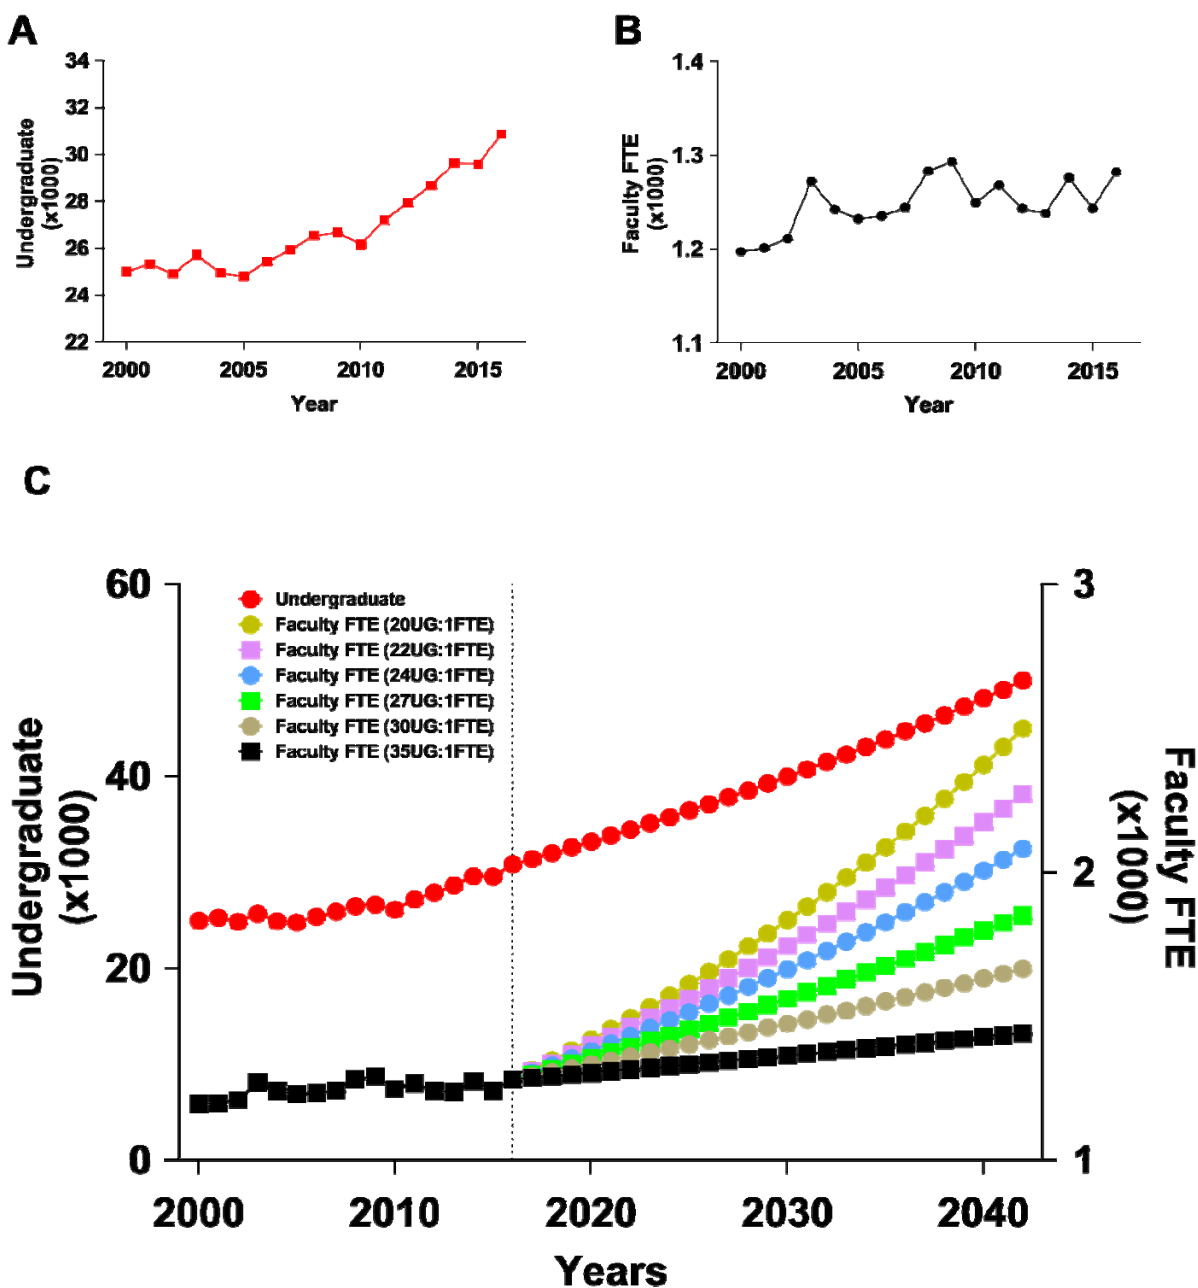 A
34
32
30
28
26
24
22
Undergraduate
(x1000)
2000 2005 2010 2015
Year
B
1.4
1.3
1.2
1.1
Faculty FTE
(x1000)
2000 2005 2010 2015
Year
C
60
40
20
0
Undergraduate
(x1000)
Undergraduate
Faculty FTE (20UG:1FTE)
Faculty FTE (22UG:1FTE)
Faculty FTE (24UG:1FTE)
Faculty FTE (27UG:1FTE)
Faculty FTE (30UG:1FTE)
Faculty FTE (35UG:1FTE)
3
2
1
Faculty FTE
(x1000)
2000 2010 2020 2030 2040
Years